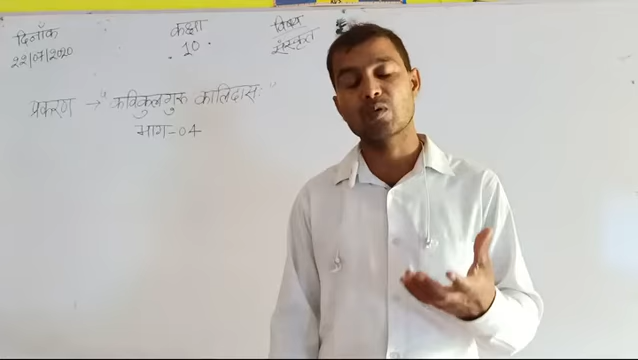 दिनाँक
22/07/2020
कक्षा
10
विषय
संस्कृत
प्रकरण → "कविकुलगुरु कालिदासः"
भाग-04